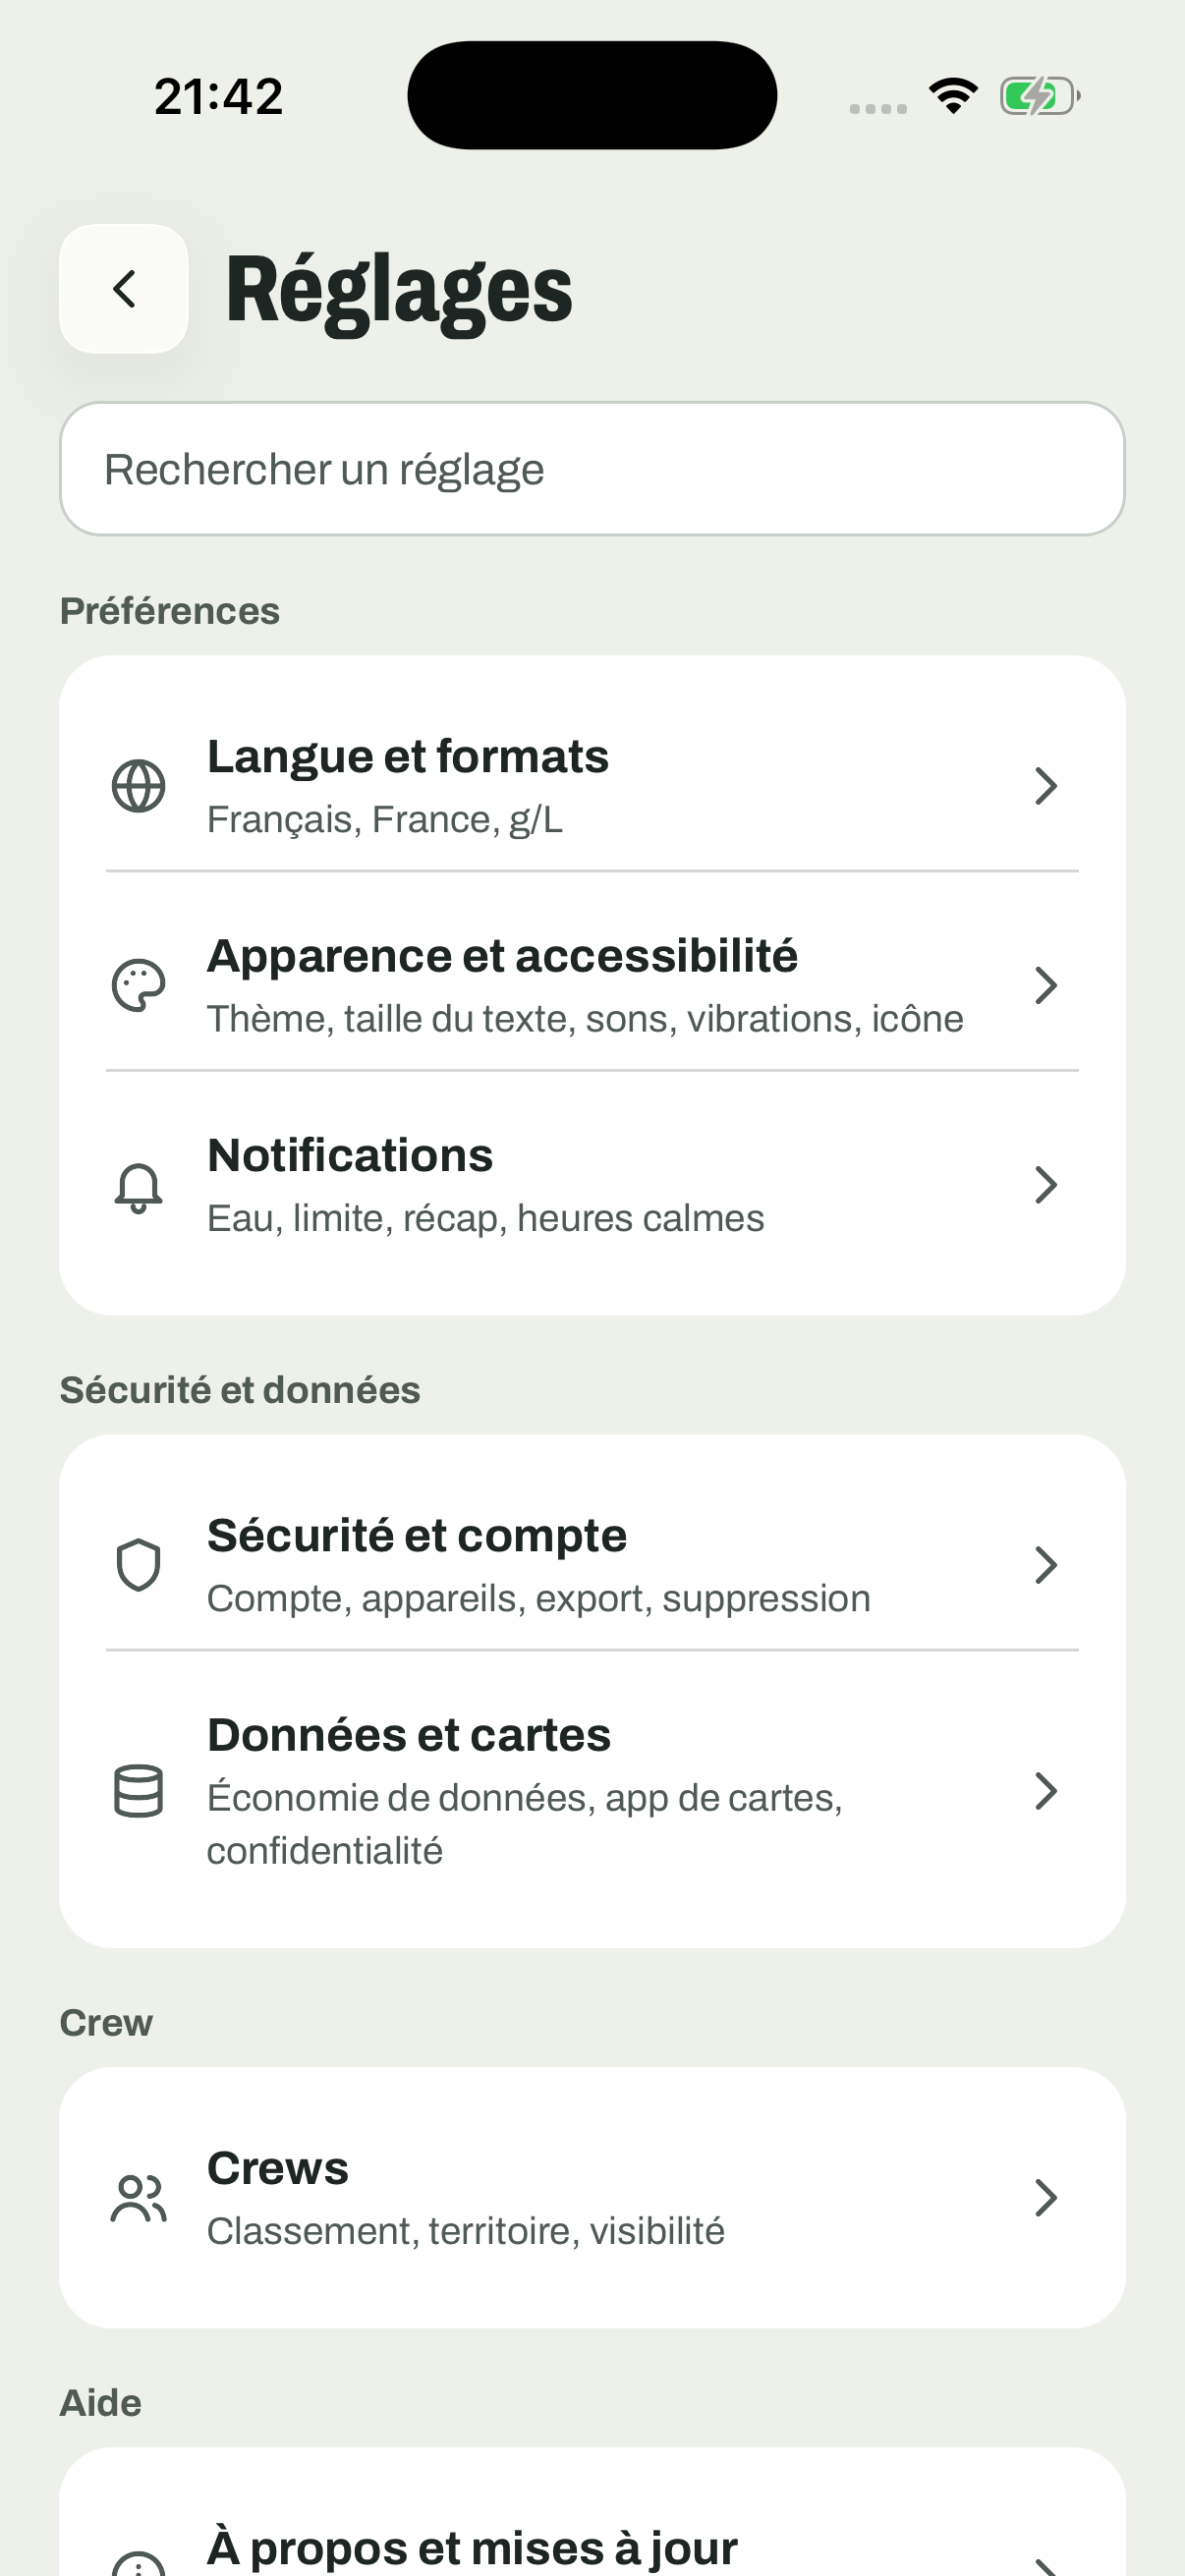 21:42
Réglages
Rechercher un réglage
Préférences
Langue et formats
Français, France, g/L
Apparence et accessibilité
Thème, taille du texte, sons, vibrations, icône
Notifications
Eau, limite, récap, heures calmes
Sécurité et données
Sécurité et compte
Compte, appareils, export, suppression
Données et cartes
Économie de données, app de cartes,
confidentialité
Crew
Crews
Classement, territoire, visibilité
Aide
À propos et mises à jour